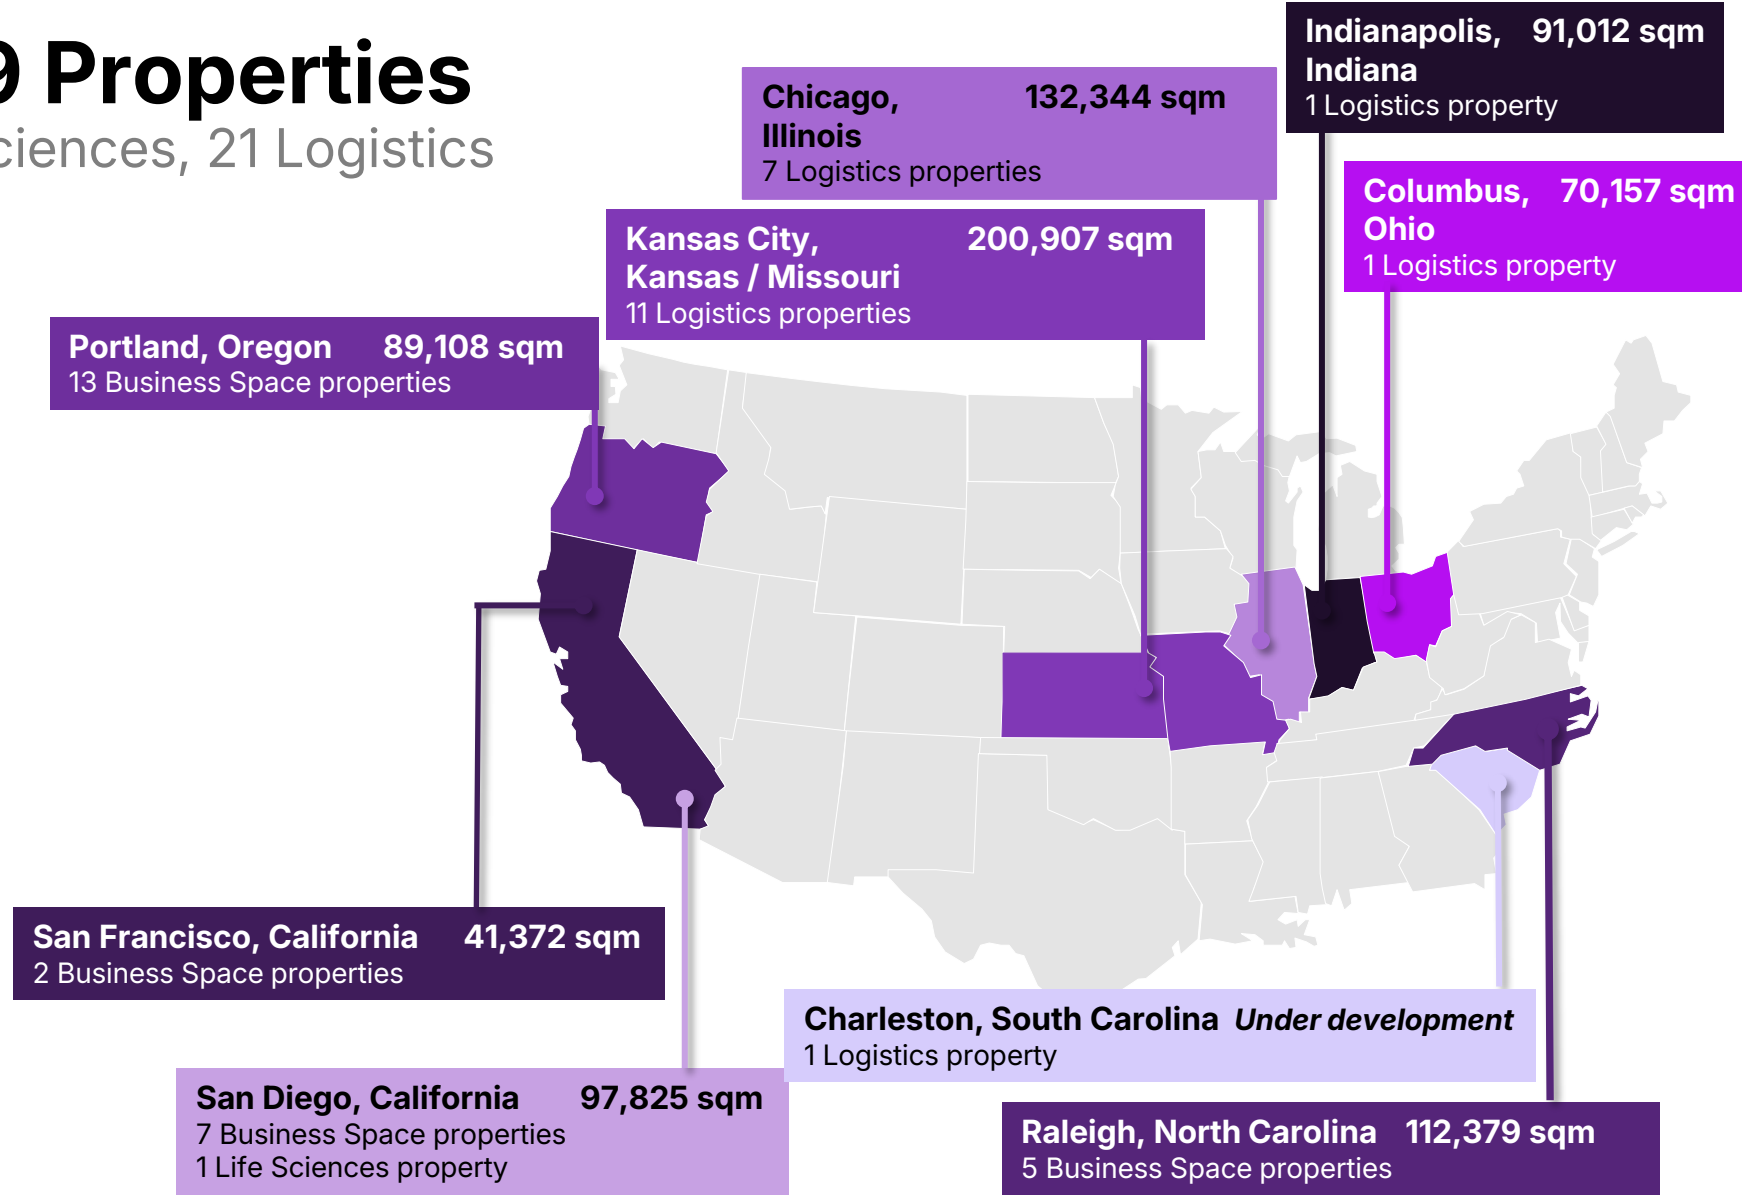 9 Properties
ciences, 21 Logistics
Indianapolis, 91,012 sqm
Indiana
1 Logistics property
Chicago, 132,344 sqm
Illinois
7 Logistics properties
Columbus, 70,157 sqm
Ohio
1 Logistics property
Kansas City, 200,907 sqm
Kansas / Missouri
11 Logistics properties
Portland, Oregon 89,108 sqm
13 Business Space properties
San Francisco, California 41,372 sqm
2 Business Space properties
Charleston, South Carolina Under development
1 Logistics property
San Diego, California 97,825 sqm
7 Business Space properties
1 Life Sciences property
Raleigh, North Carolina 112,379 sqm
5 Business Space properties